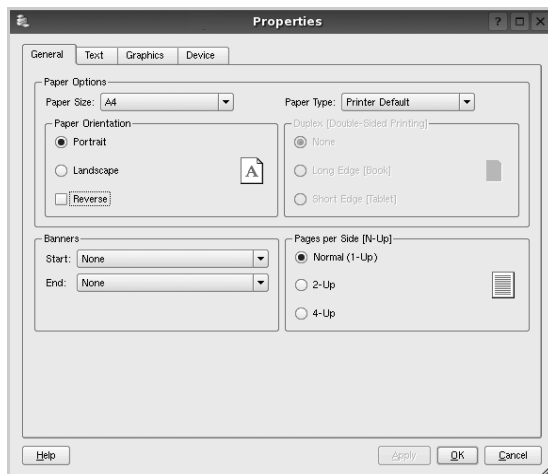 Properties
General Text Graphics Device
Paper Options
Paper Size: A4 Paper Type: Printer Default
Paper Orientation Duplex [Double-Sided Printing]
Portrait None
Landscape A Long Edge [Book]
Reverse Short Edge [Tablet]
Banners Pages per Side [N-Up]
Start: None Normal (1-Up)
End: None 2-Up
4-Up
Help Apply OK Cancel